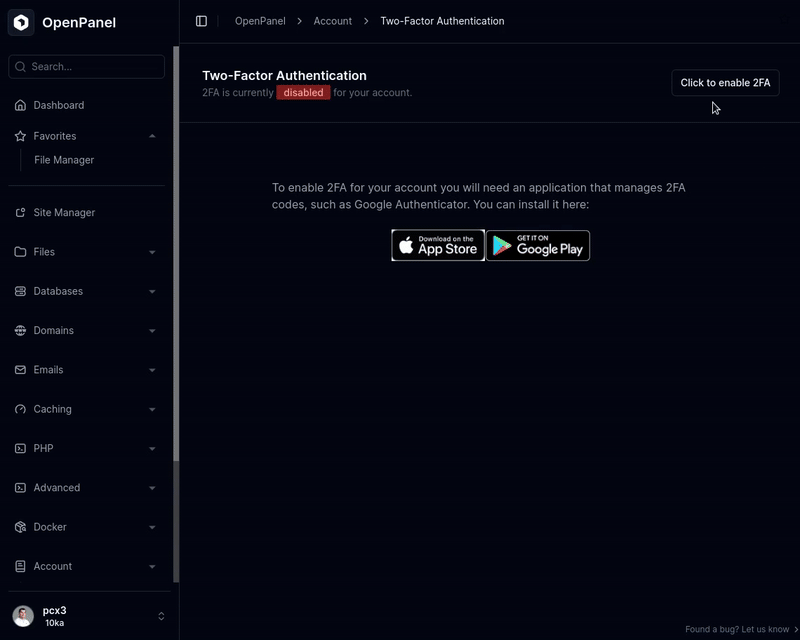 OpenPanel
Search...
Dashboard
Favorites
File Manager
Site Manager
Files
Databases
Domains
Emails
Caching
PHP
Advanced
Docker
Account
pcx3
10ka
OpenPanel > Account > Two-Factor Authentication
Two-Factor Authentication
2FA is currently disabled for your account.
Click to enable 2FA
To enable 2FA for your account you will need an application that manages 2FA
codes, such as Google Authenticator. You can install it here:
Download on the
App Store
GET IT ON
Google Play
Found a bug? Let us know